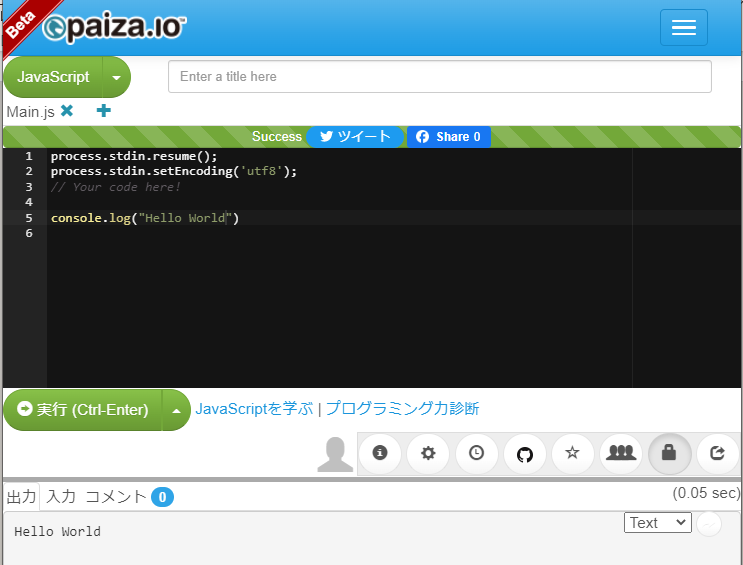 Beta
paiza.io
JavaScript
Enter a title here
Main.js
Success ツイート Share 0
1 process.stdin.resume();
2 process.stdin.setEncoding('utf8');
3 // Your code here!
4
5 console.log("Hello World")
6
実行 (Ctrl-Enter) JavaScriptを学ぶ | プログラミング力診断
出力 入力 コメント 0 (0.05 sec)
Text
Hello World